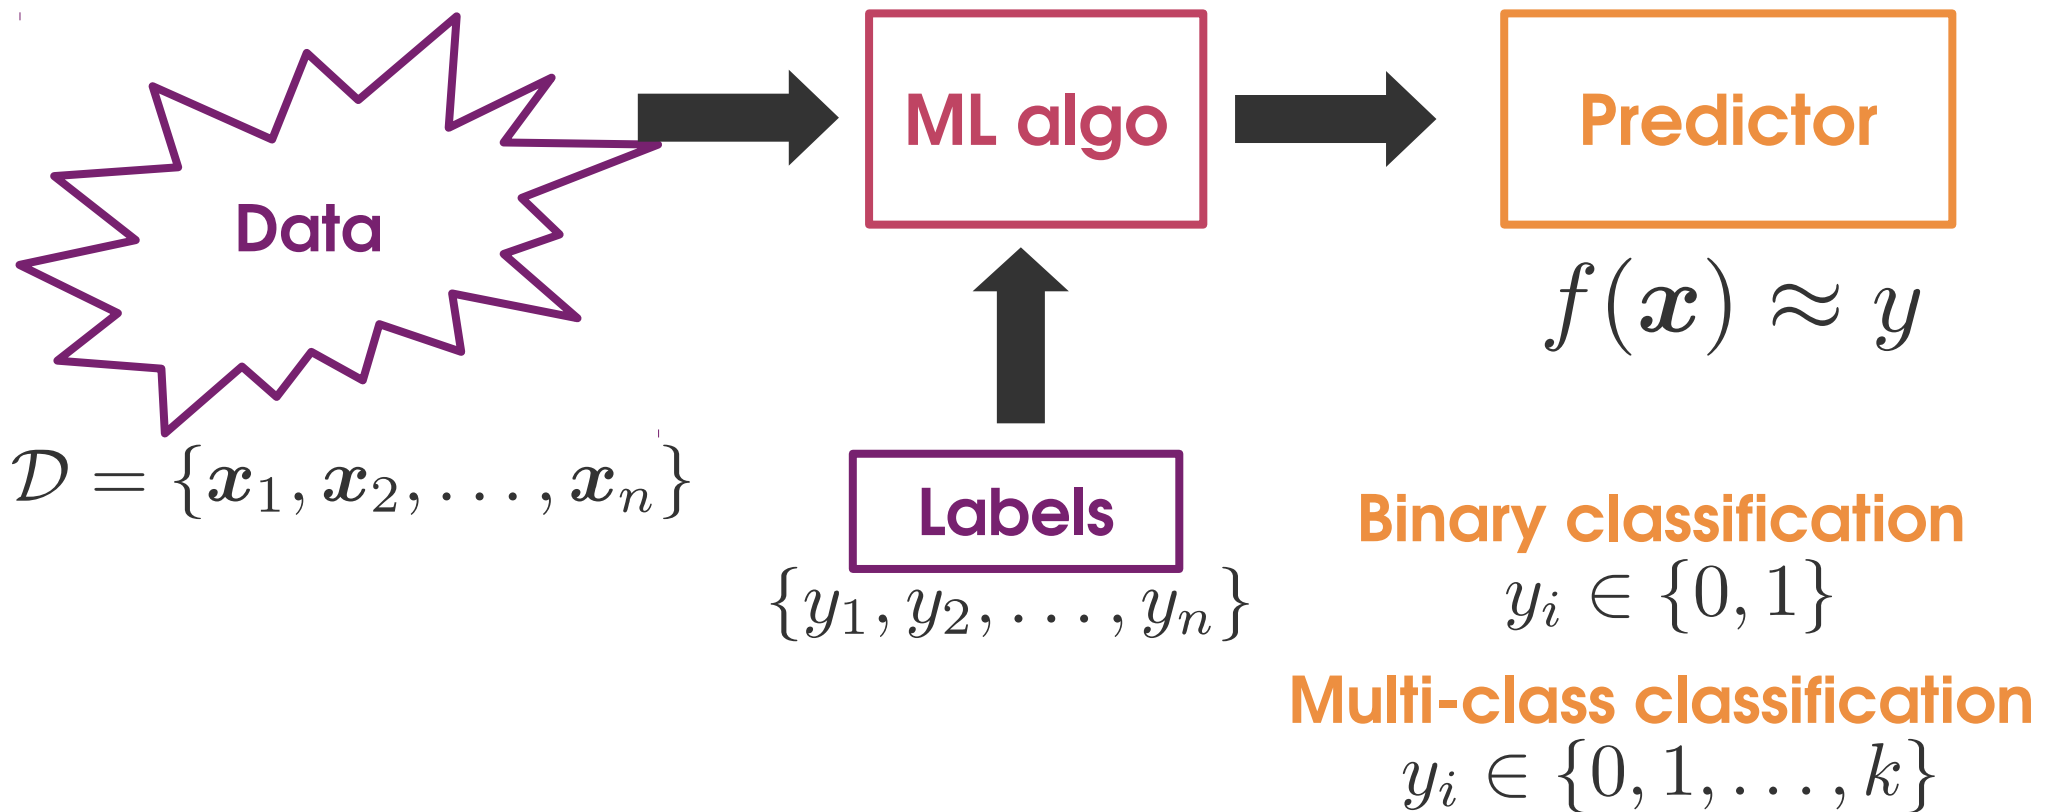 Data
ML algo
Predictor
f(x) ≈ y
D = {x₁, x₂, . . . , xₙ}
Labels
{y₁, y₂, . . . , yₙ}
Binary classification
yᵢ ∈ {0, 1}
Multi-class classification
yᵢ ∈ {0, 1, . . . , k}